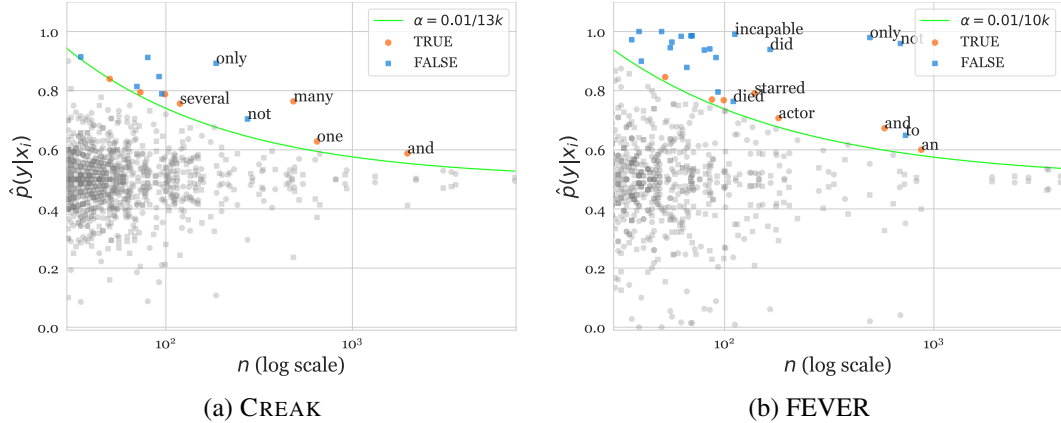 1.0
0.8
0.6
0.4
0.2
0.0
p̂(y|xᵢ)
10²
10³
n (log scale)
α = 0.01/13k
TRUE
FALSE
only
several
many
not
one
and
(a) CREAK
1.0
0.8
0.6
0.4
0.2
0.0
p̂(y|xᵢ)
10²
10³
n (log scale)
α = 0.01/10k
TRUE
FALSE
incapable
did
only
not
starred
died
actor
and
to
an
(b) FEVER